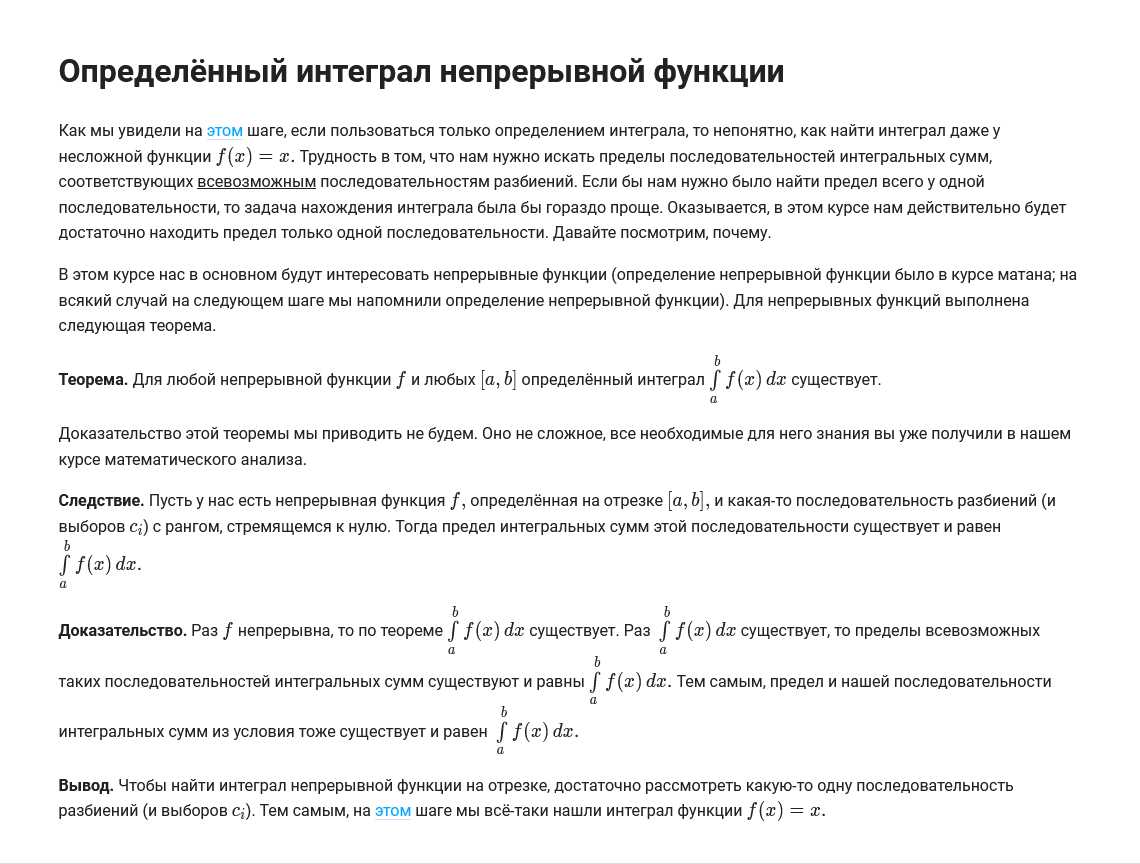 Определённый интеграл непрерывной функции
Как мы увидели на этом шаге, если пользоваться только определением интеграла, то непонятно, как найти интеграл даже у
несложной функции f(x) = x. Трудность в том, что нам нужно искать пределы последовательностей интегральных сумм,
соответствующих всевозможным последовательностям разбиений. Если бы нам нужно было найти предел всего у одной
последовательности, то задача нахождения интеграла была бы гораздо проще. Оказывается, в этом курсе нам действительно будет
достаточно находить предел только одной последовательности. Давайте посмотрим, почему.
В этом курсе нас в основном будут интересовать непрерывные функции (определение непрерывной функции было в курсе матана; на
всякий случай на следующем шаге мы напомнили определение непрерывной функции). Для непрерывных функций выполнена
следующая теорема.
Теорема. Для любой непрерывной функции f и любых [a, b] определённый интеграл ∫_a^b f(x) dx существует.
Доказательство этой теоремы мы приводить не будем. Оно не сложное, все необходимые для него знания вы уже получили в нашем
курсе математического анализа.
Следствие. Пусть у нас есть непрерывная функция f, определённая на отрезке [a, b], и какая-то последовательность разбиений (и
выборов c_i) с рангом, стремящемся к нулю. Тогда предел интегральных сумм этой последовательности существует и равен
∫_a^b f(x) dx.
Доказательство. Раз f непрерывна, то по теореме ∫_a^b f(x) dx существует. Раз ∫_a^b f(x) dx существует, то пределы всевозможных
таких последовательностей интегральных сумм существуют и равны ∫_a^b f(x) dx. Тем самым, предел и нашей последовательности
интегральных сумм из условия тоже существует и равен ∫_a^b f(x) dx.
Вывод. Чтобы найти интеграл непрерывной функции на отрезке, достаточно рассмотреть какую-то одну последовательность
разбиений (и выборов c_i). Тем самым, на этом шаге мы всё-таки нашли интеграл функции f(x) = x.